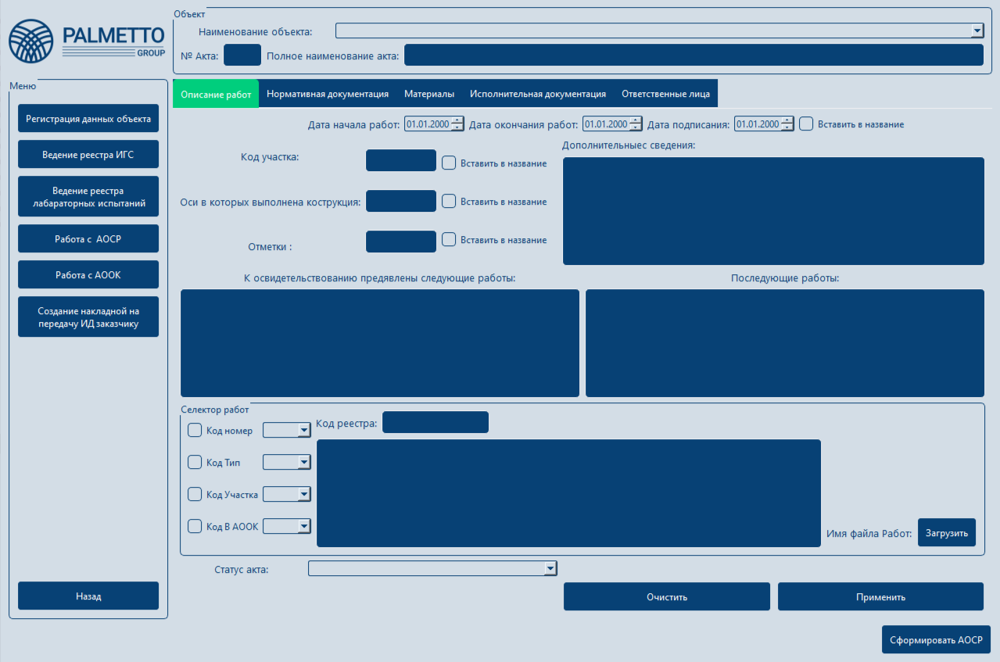 PALMETTO
GROUP
Объект
Наименование объекта:
№ Акта:
Полное наименование акта:
Меню
Регистрация данных объекта
Ведение реестра ИГС
Ведение реестра
лабараторных испытаний
Работа с АОСР
Работа с АООК
Создание накладной на
передачу ИД заказчику
Назад
Описание работ
Нормативная документация
Материалы
Исполнительная документация
Ответственные лица
Дата начала работ: 01.01.2000
Дата окончания работ: 01.01.2000
Дата подписания: 01.01.2000
Вставить в название
Код участка:
Вставить в название
Дополнительныес сведения:
Оси в которых выполнена кострукция:
Вставить в название
Отметки :
Вставить в название
К освидетельствованию предявлены следующие работы:
Последующие работы:
Селектор работ
Код номер
Код реестра:
Код Тип
Код Участка
Код В АООК
Имя файла Работ:
Загрузить
Статус акта:
Очистить
Применить
Сформировать АОСР